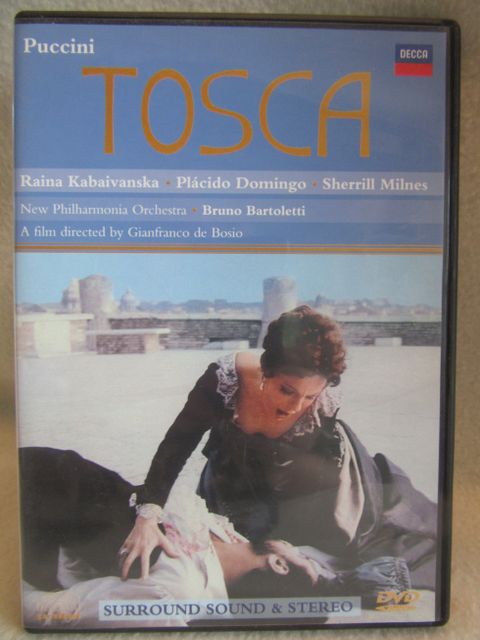 Puccini
DECCA
TOSCA
Raina Kabaivanska · Plácido Domingo · Sherrill Milnes
New Philharmonia Orchestra · Bruno Bartoletti
A film directed by Gianfranco de Bosio
SURROUND SOUND & STEREO
DVD